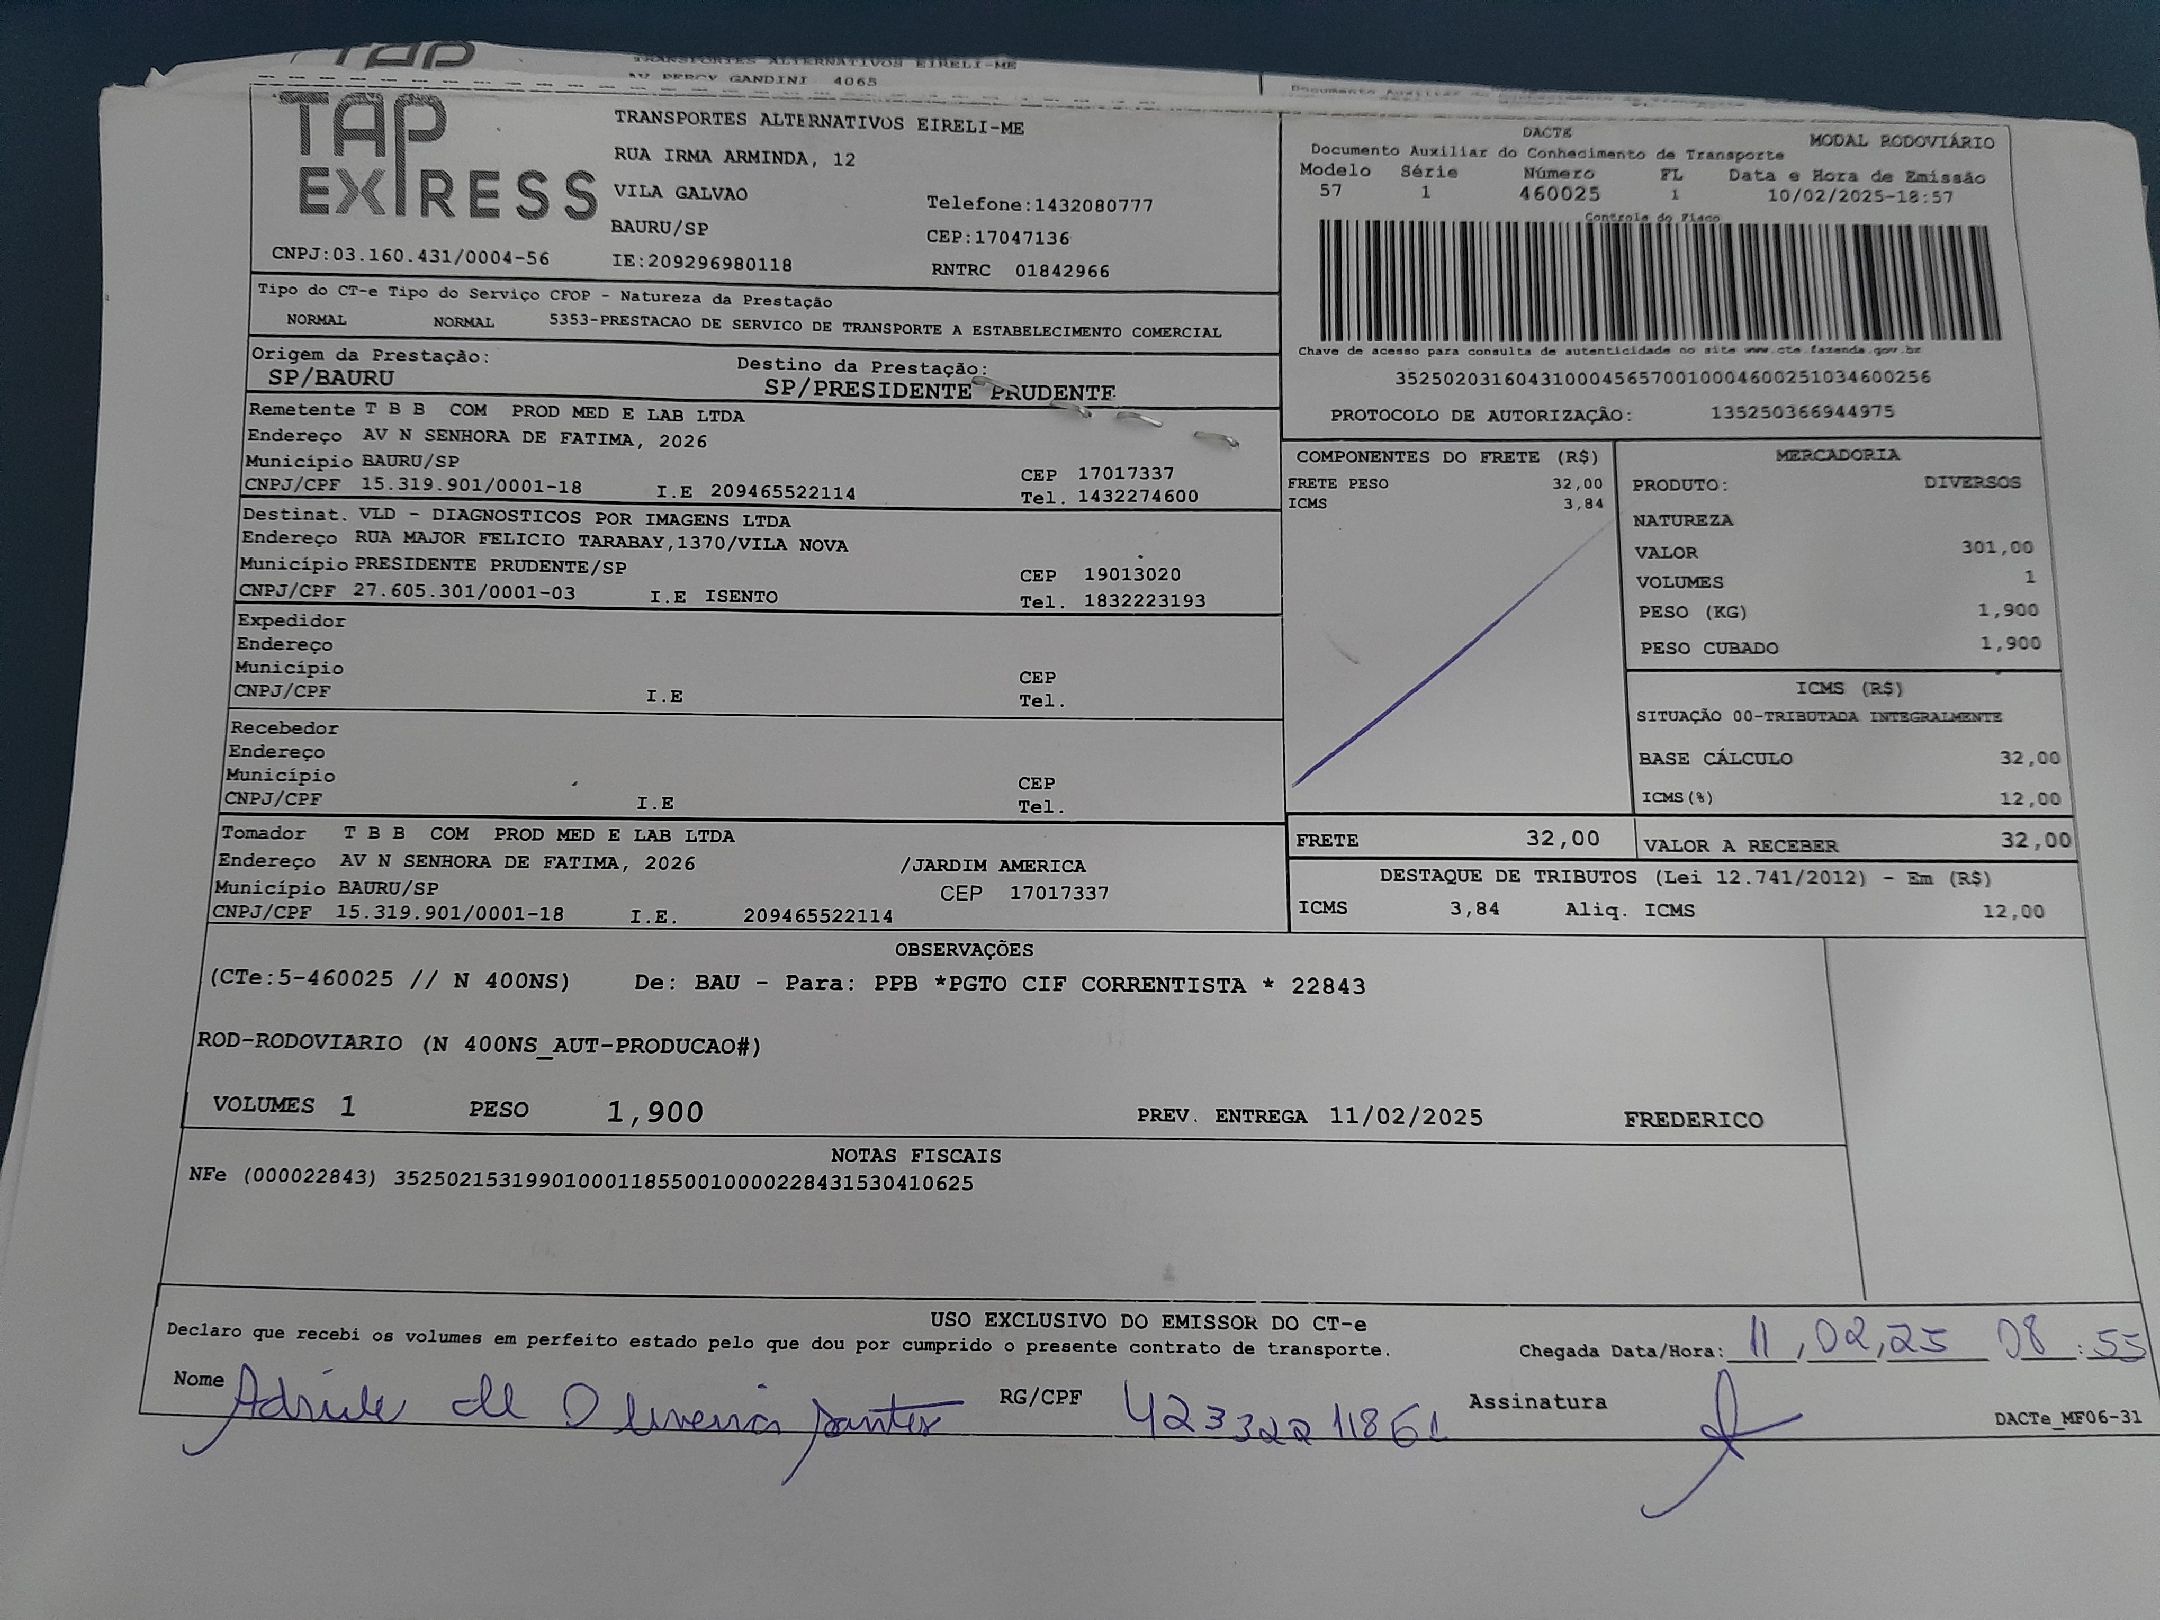 TRANSPORTES ALTERNATIVOS EIRELI-ME
AV PERCY GANDINI 4065
TAP EXPRESS
TRANSPORTES ALTERNATIVOS EIRELI-ME
RUA IRMA ARMINDA, 12
VILA GALVAO
Telefone:1432080777
BAURU/SP
CEP:17047136
CNPJ:03.160.431/0004-56 IE:209296980118 RNTRC 01842966
DACTE MODAL RODOVIÁRIO
Documento Auxiliar do Conhecimento de Transporte
Modelo Série Número FL Data e Hora de Emissão
57 1 460025 1 10/02/2025-18:57
Controle do Fisco
Chave de acesso para consulta de autenticidade no site www.cte.fazenda.gov.br
35250203160431000456570010004600251034600256
PROTOCOLO DE AUTORIZAÇÃO: 135250366944975
Tipo do CT-e Tipo do Serviço CFOP - Natureza da Prestação
NORMAL NORMAL 5353-PRESTACAO DE SERVICO DE TRANSPORTE A ESTABELECIMENTO COMERCIAL
Origem da Prestação: Destino da Prestação:
SP/BAURU SP/PRESIDENTE PRUDENTE
Remetente T B B COM PROD MED E LAB LTDA
Endereço AV N SENHORA DE FATIMA, 2026
Município BAURU/SP CEP 17017337
CNPJ/CPF 15.319.901/0001-18 I.E 209465522114 Tel. 1432274600
Destinat. VLD - DIAGNOSTICOS POR IMAGENS LTDA
Endereço RUA MAJOR FELICIO TARABAY,1370/VILA NOVA
Município PRESIDENTE PRUDENTE/SP CEP 19013020
CNPJ/CPF 27.605.301/0001-03 I.E ISENTO Tel. 1832223193
Expedidor
Endereço
Município CEP
CNPJ/CPF I.E Tel.
Recebedor
Endereço
Município CEP
CNPJ/CPF I.E Tel.
Tomador T B B COM PROD MED E LAB LTDA
Endereço AV N SENHORA DE FATIMA, 2026 /JARDIM AMERICA
Município BAURU/SP CEP 17017337
CNPJ/CPF 15.319.901/0001-18 I.E. 209465522114
COMPONENTES DO FRETE (R$)
FRETE PESO 32,00
ICMS 3,84
MERCADORIA
PRODUTO: DIVERSOS
NATUREZA
VALOR 301,00
VOLUMES 1
PESO (KG) 1,900
PESO CUBADO 1,900
ICMS (R$)
SITUAÇÃO 00-TRIBUTADA INTEGRALMENTE
BASE CÁLCULO 32,00
ICMS(%) 12,00
FRETE 32,00 VALOR A RECEBER 32,00
DESTAQUE DE TRIBUTOS (Lei 12.741/2012) - Em (R$)
ICMS 3,84 Aliq. ICMS 12,00
OBSERVAÇÕES
(CTe:5-460025 // N 400NS) De: BAU - Para: PPB *PGTO CIF CORRENTISTA * 22843
ROD-RODOVIARIO (N 400NS_AUT-PRODUCAO#)
VOLUMES 1 PESO 1,900 PREV. ENTREGA 11/02/2025 FREDERICO
NOTAS FISCAIS
NFe (000022843) 35250215319901000118550010000228431530410625
USO EXCLUSIVO DO EMISSOR DO CT-e
Declaro que recebi os volumes em perfeito estado pelo que dou por cumprido o presente contrato de transporte. Chegada Data/Hora: 11,02,25 08:55
Nome de Oliveira Santos RG/CPF 42332211861 Assinatura
DACTe_MF06-31